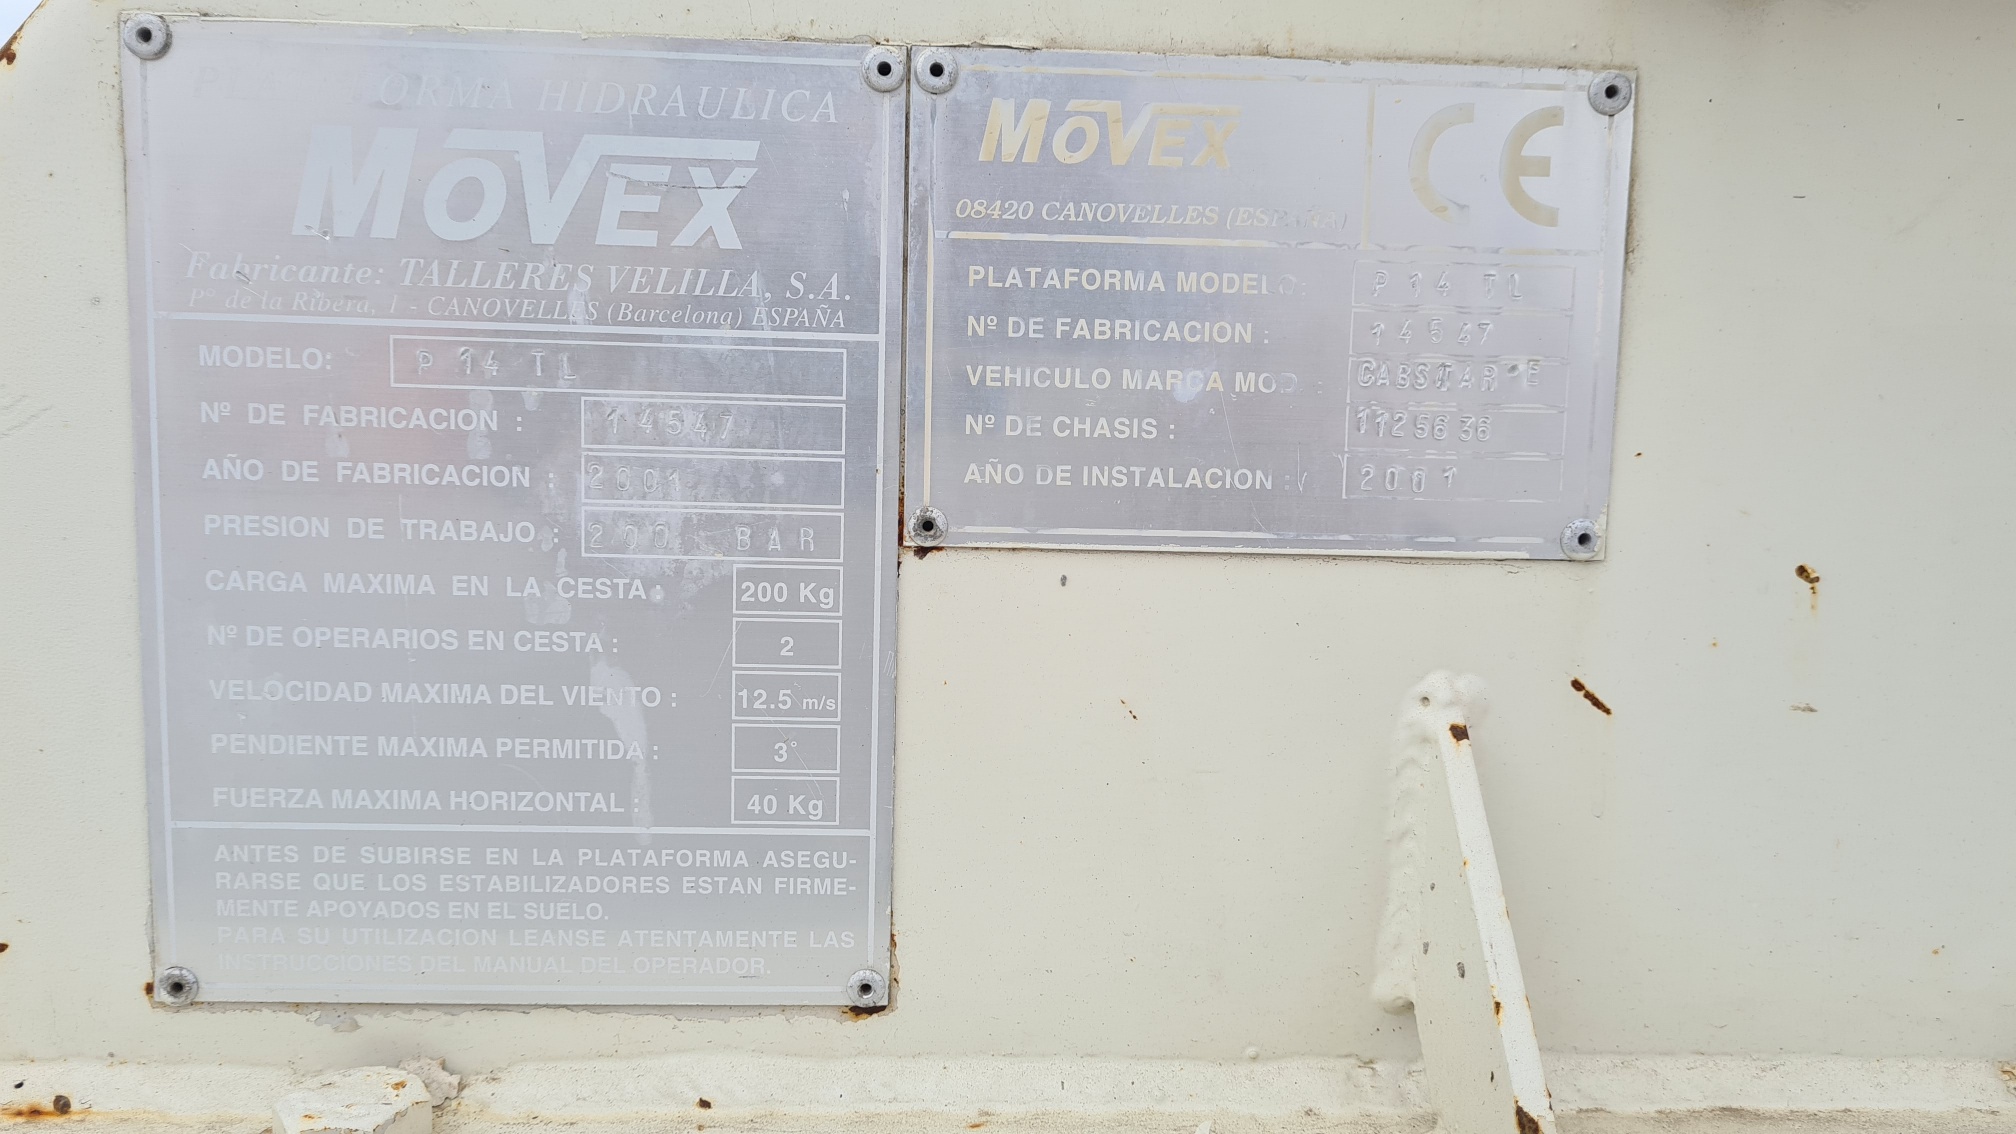 PLATAFORMA HIDRAULICA
MOVEX
Fabricante: TALLERES VELILLA, S.A.
Pº de la Ribera, 1 - CANOVELLES (Barcelona) ESPAÑA
MODELO: P 14 TL
Nº DE FABRICACION : 14547
AÑO DE FABRICACION : 2001
PRESION DE TRABAJO : 200 BAR
CARGA MAXIMA EN LA CESTA : 200 Kg
Nº DE OPERARIOS EN CESTA : 2
VELOCIDAD MAXIMA DEL VIENTO : 12.5 m/s
PENDIENTE MAXIMA PERMITIDA : 3°
FUERZA MAXIMA HORIZONTAL : 40 Kg
ANTES DE SUBIRSE EN LA PLATAFORMA ASEGU-
RARSE QUE LOS ESTABILIZADORES ESTAN FIRME-
MENTE APOYADOS EN EL SUELO.
PARA SU UTILIZACION LEANSE ATENTAMENTE LAS
INSTRUCCIONES DEL MANUAL DEL OPERADOR.
MOVEX
CE
08420 CANOVELLES (ESPAÑA)
PLATAFORMA MODELO: P 14 TL
Nº DE FABRICACION : 14547
VEHICULO MARCA MOD : CABSTAR E
Nº DE CHASIS : 1125636
AÑO DE INSTALACION : 2001